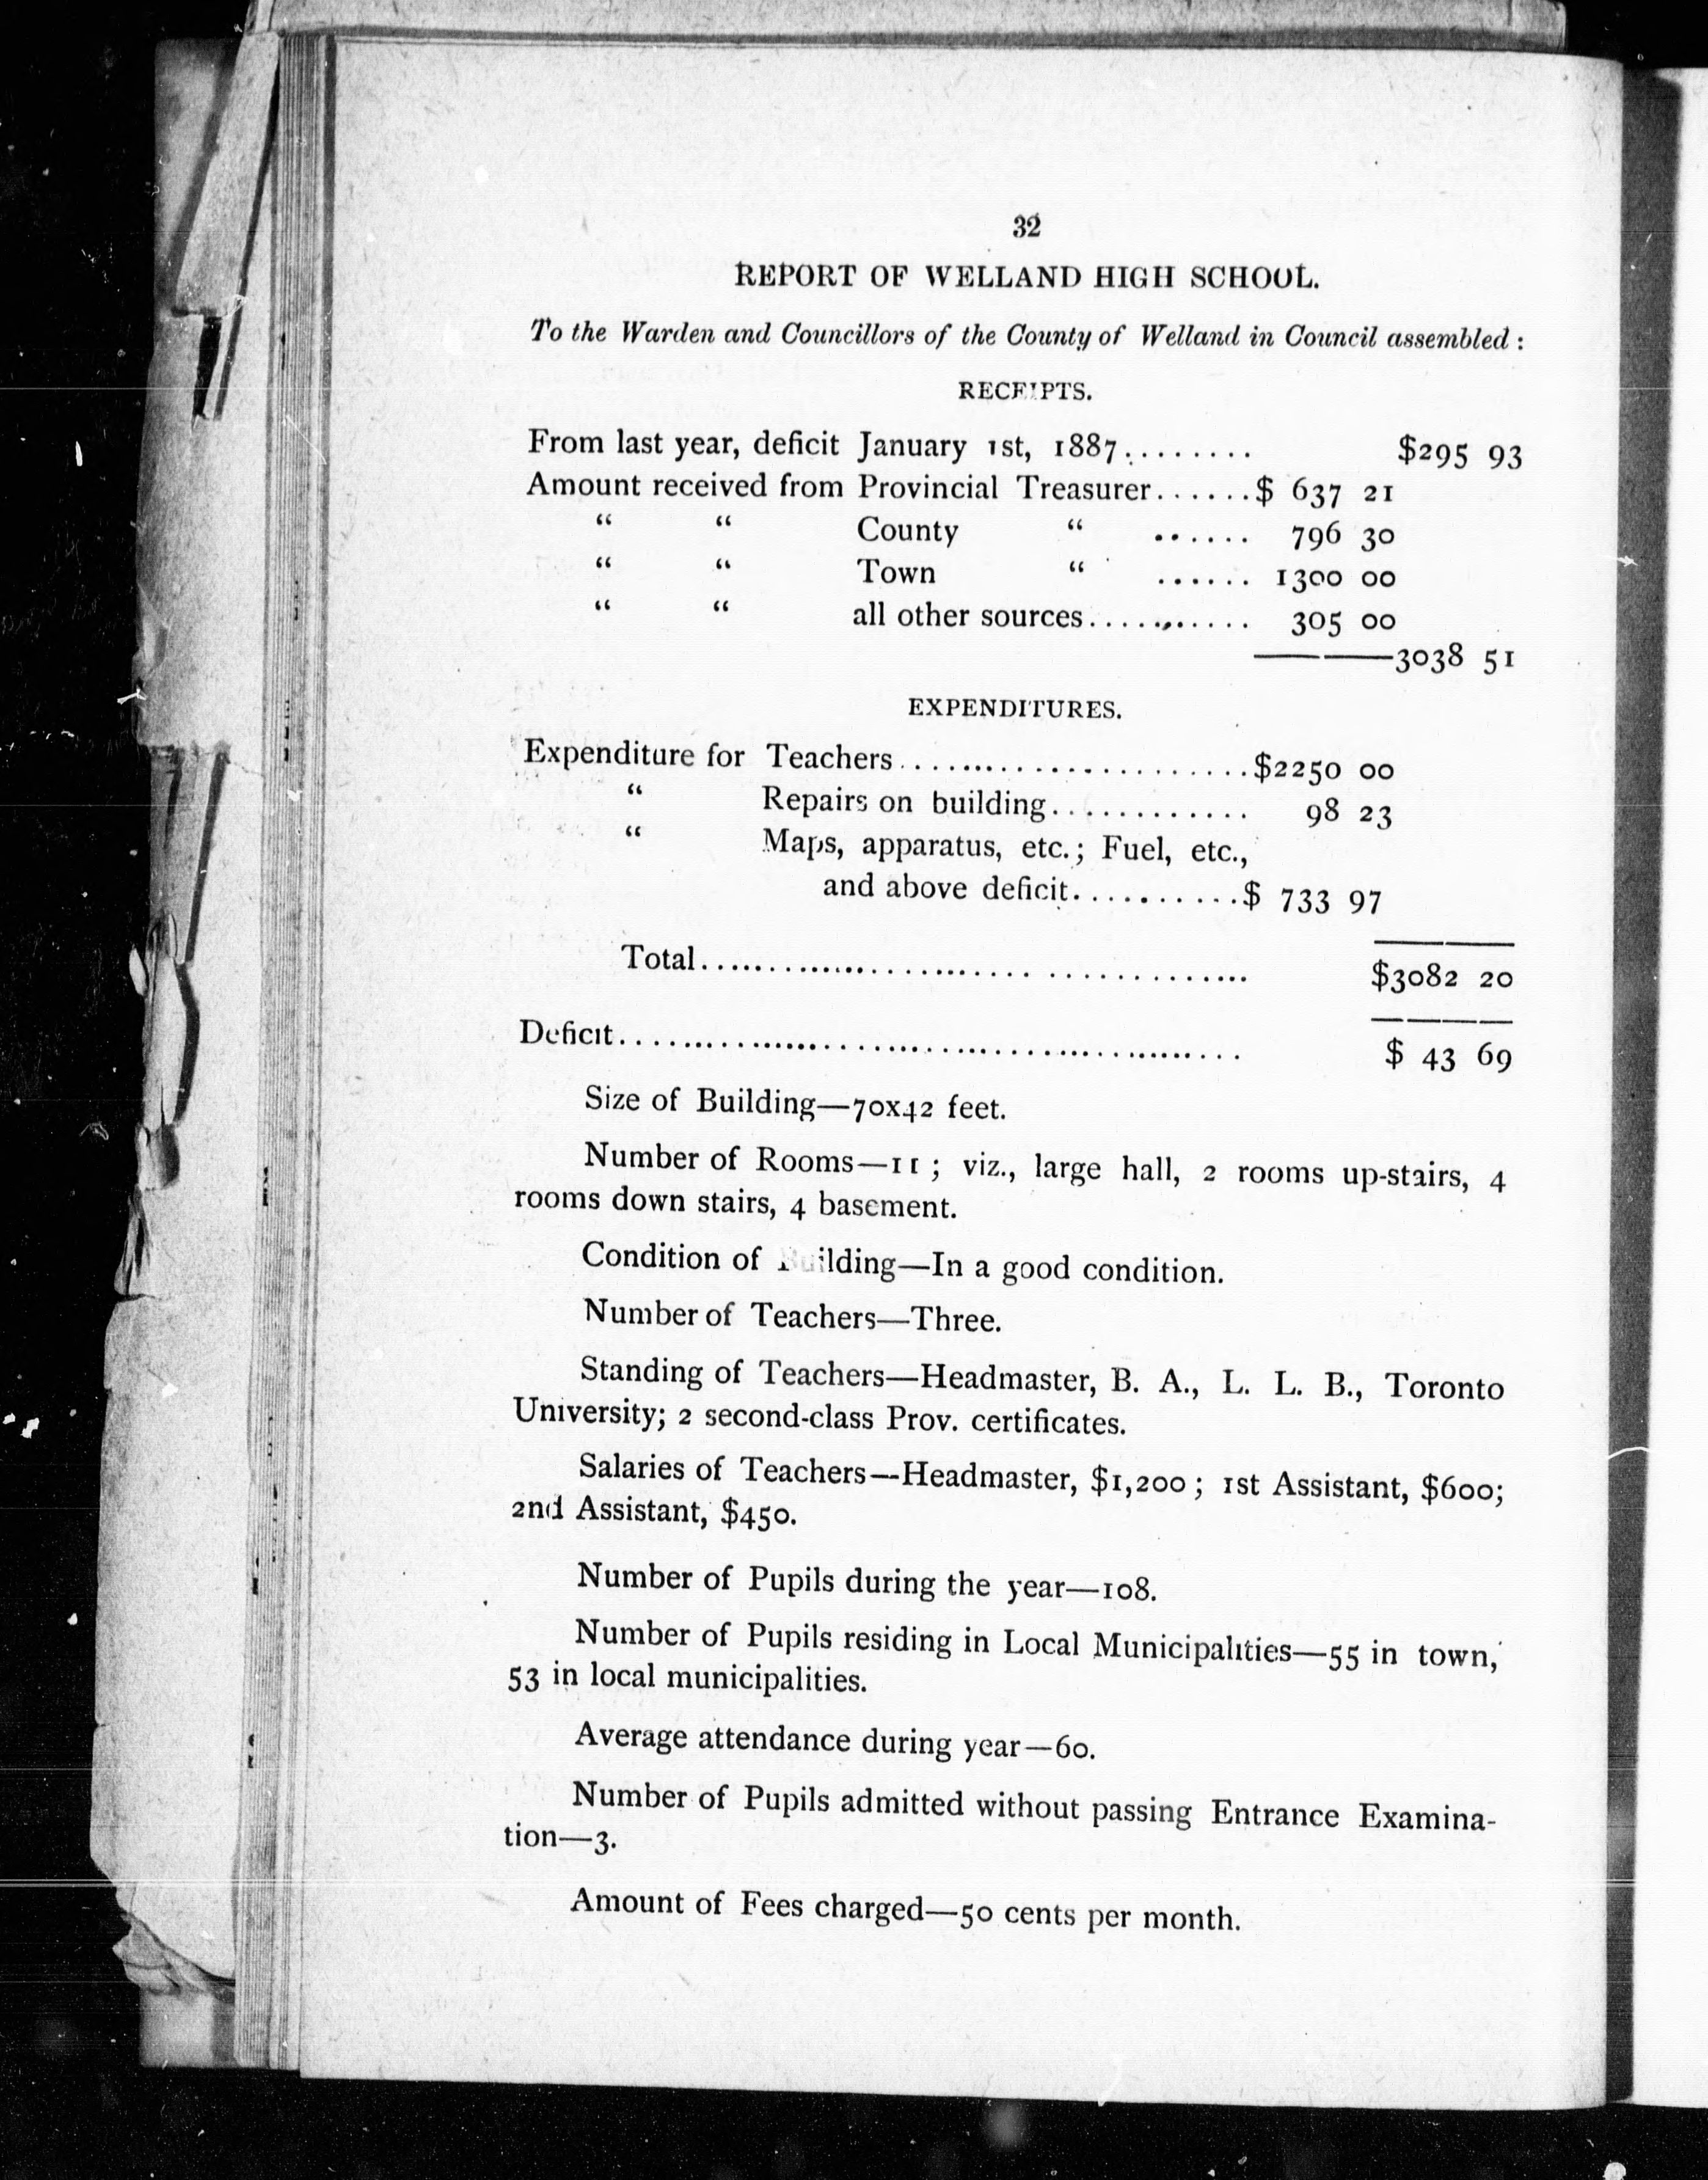 32
REPORT OF WELLAND HIGH SCHOOL.
To the Warden and Councillors of the County of Welland in Council assembled :
RECEIPTS.
From last year, deficit January 1st, 1887........ $295 93
Amount received from Provincial Treasurer......$ 637 21
“ “ County “ ...... 796 30
“ “ Town “ ...... 1300 00
“ “ all other sources........... 305 00
———3038 51
EXPENDITURES.
Expenditure for Teachers........................$2250 00
“ Repairs on building............ 98 23
“ Maps, apparatus, etc.; Fuel, etc.,
and above deficit..........$ 733 97
Total........................................ $3082 20
Deficit............................................. $ 43 69
Size of Building—70x42 feet.
Number of Rooms—11 ; viz., large hall, 2 rooms up-stairs, 4
rooms down stairs, 4 basement.
Condition of Building—In a good condition.
Number of Teachers—Three.
Standing of Teachers—Headmaster, B. A., L. L. B., Toronto
University; 2 second-class Prov. certificates.
Salaries of Teachers—Headmaster, $1,200 ; 1st Assistant, $600;
2nd Assistant, $450.
Number of Pupils during the year—108.
Number of Pupils residing in Local Municipalities—55 in town,
53 in local municipalities.
Average attendance during year—60.
Number of Pupils admitted without passing Entrance Examina-
tion—3.
Amount of Fees charged—50 cents per month.